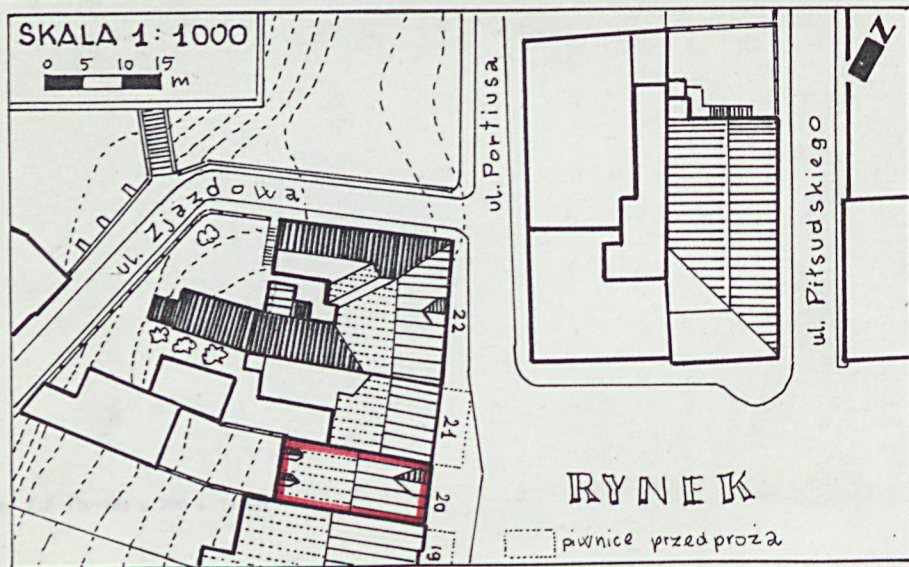 SKALA 1:1000
0 5 10 15 m
N
ul. Portiusa
ul. Piłsudskiego
ul. Zjazdowa
22
21
20
19
RYNEK
piwnice przedproża